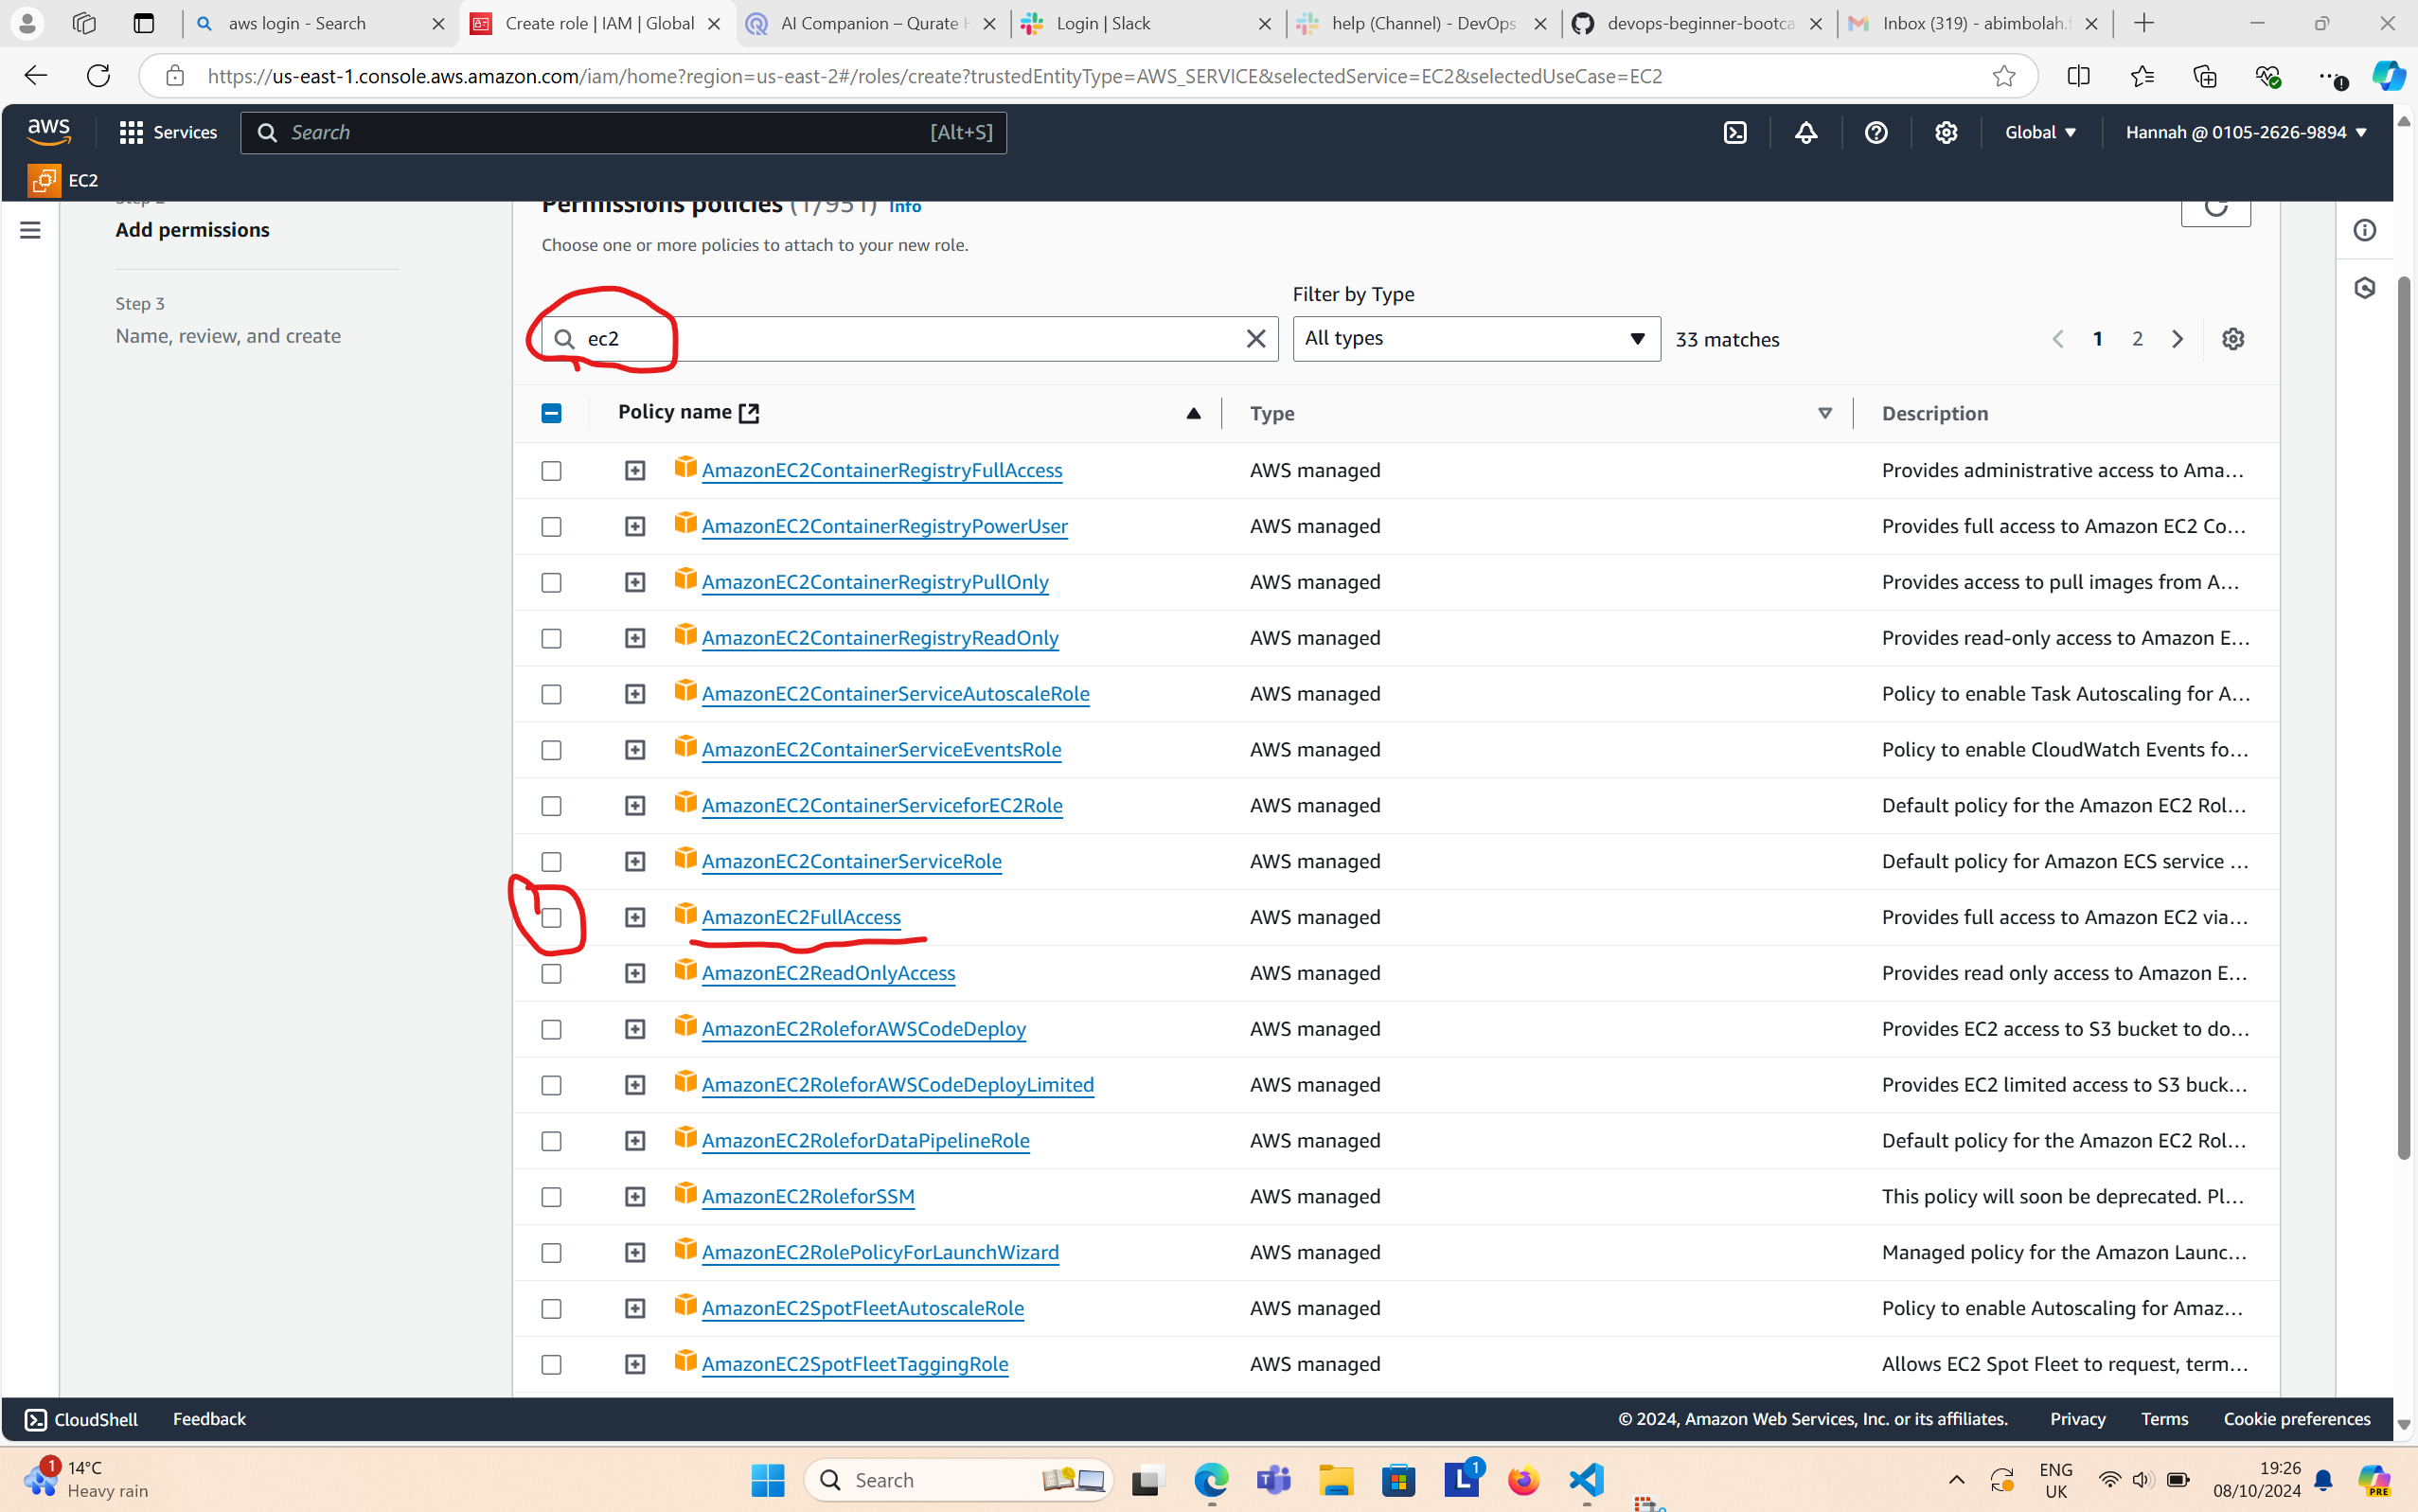 aws login - Search
Create role | IAM | Global
AI Companion – Qurate H
Login | Slack
help (Channel) - DevOps
devops-beginner-bootca
Inbox (319) - abimbolah.f
https://us-east-1.console.aws.amazon.com/iam/home?region=us-east-2#/roles/create?trustedEntityType=AWS_SERVICE&selectedService=EC2&selectedUseCase=EC2
aws
Services
Search
[Alt+S]
Global
Hannah @ 0105-2626-9894
EC2
Step 2
Add permissions
Step 3
Name, review, and create
Permissions policies (1/951) Info
Choose one or more policies to attach to your new role.
Filter by Type
ec2
All types
33 matches
1 2
Policy name
Type
Description
AmazonEC2ContainerRegistryFullAccess AWS managed Provides administrative access to Ama...
AmazonEC2ContainerRegistryPowerUser AWS managed Provides full access to Amazon EC2 Co...
AmazonEC2ContainerRegistryPullOnly AWS managed Provides access to pull images from A...
AmazonEC2ContainerRegistryReadOnly AWS managed Provides read-only access to Amazon E...
AmazonEC2ContainerServiceAutoscaleRole AWS managed Policy to enable Task Autoscaling for A...
AmazonEC2ContainerServiceEventsRole AWS managed Policy to enable CloudWatch Events fo...
AmazonEC2ContainerServiceforEC2Role AWS managed Default policy for the Amazon EC2 Rol...
AmazonEC2ContainerServiceRole AWS managed Default policy for Amazon ECS service ...
AmazonEC2FullAccess AWS managed Provides full access to Amazon EC2 via...
AmazonEC2ReadOnlyAccess AWS managed Provides read only access to Amazon E...
AmazonEC2RoleforAWSCodeDeploy AWS managed Provides EC2 access to S3 bucket to do...
AmazonEC2RoleforAWSCodeDeployLimited AWS managed Provides EC2 limited access to S3 buck...
AmazonEC2RoleforDataPipelineRole AWS managed Default policy for the Amazon EC2 Rol...
AmazonEC2RoleforSSM AWS managed This policy will soon be deprecated. Pl...
AmazonEC2RolePolicyForLaunchWizard AWS managed Managed policy for the Amazon Launc...
AmazonEC2SpotFleetAutoscaleRole AWS managed Policy to enable Autoscaling for Amaz...
AmazonEC2SpotFleetTaggingRole AWS managed Allows EC2 Spot Fleet to request, term...
CloudShell
Feedback
© 2024, Amazon Web Services, Inc. or its affiliates.
Privacy
Terms
Cookie preferences
1
14°C
Heavy rain
Search
L
1
ENG
UK
19:26
08/10/2024
PRE